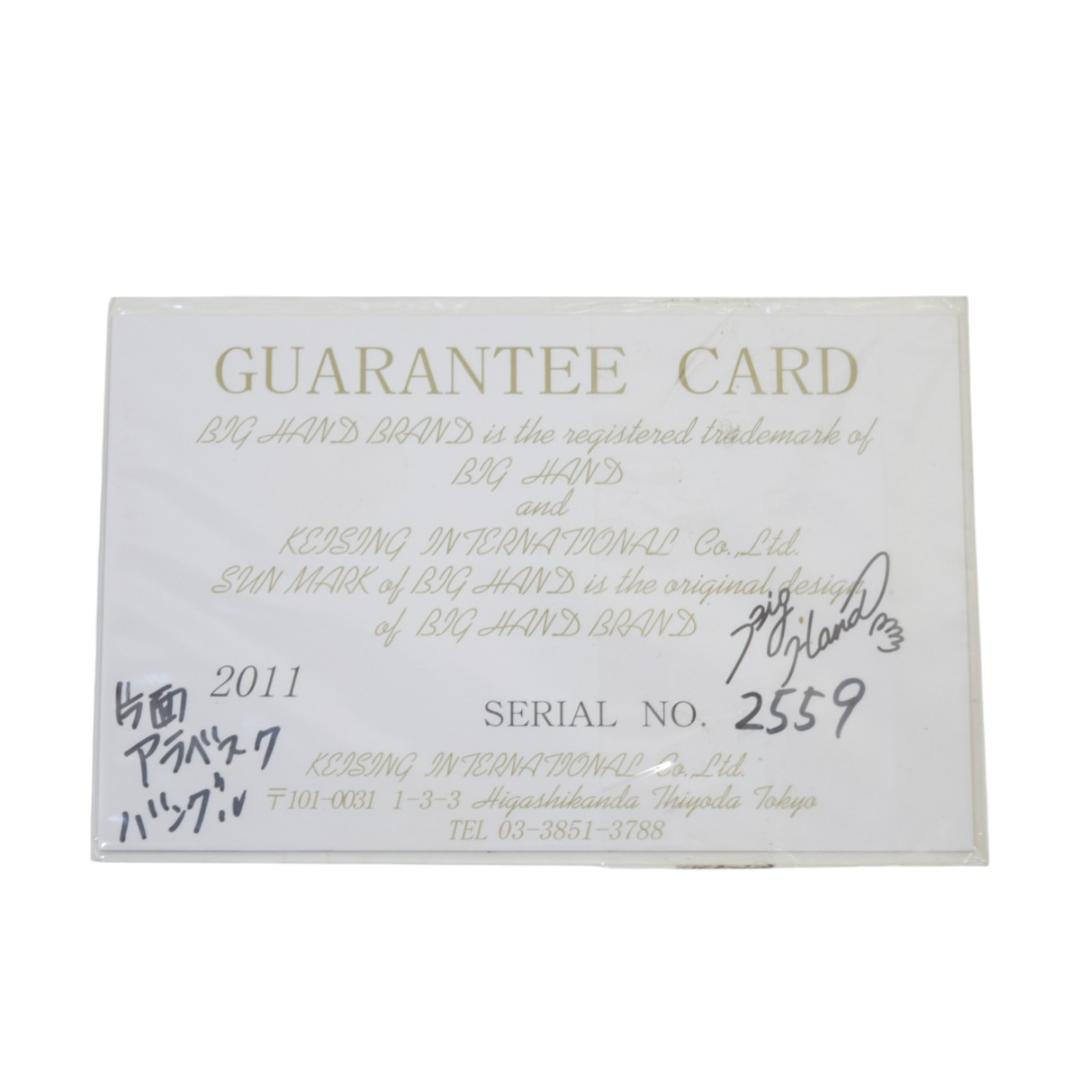 GUARANTEE CARD
BIG HAND BRAND is the registered trademark of
BIG HAND
and
KEISING INTERNATIONAL Co.,Ltd.
SUN MARK of BIG HAND is the original design
of BIG HAND BRAND
Big Hand
2011
SERIAL NO. 2559
片面
アラベスク
バングル
KEISING INTERNATIONAL Co.,Ltd.
〒101-0031 1-3-3 Higashikanda Thiyoda Tokyo
TEL 03-3851-3788